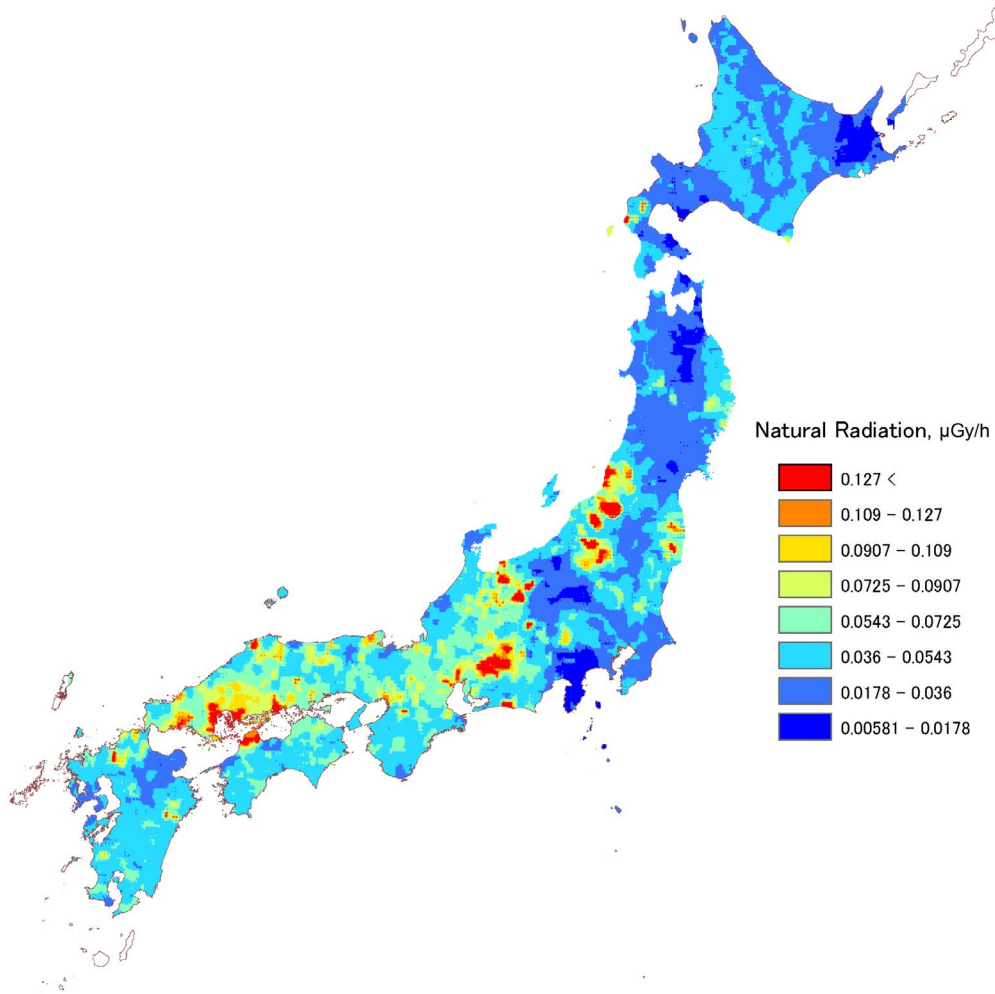 Natural Radiation, μGy/h
0.127 <
0.109 – 0.127
0.0907 – 0.109
0.0725 – 0.0907
0.0543 – 0.0725
0.036 – 0.0543
0.0178 – 0.036
0.00581 – 0.0178